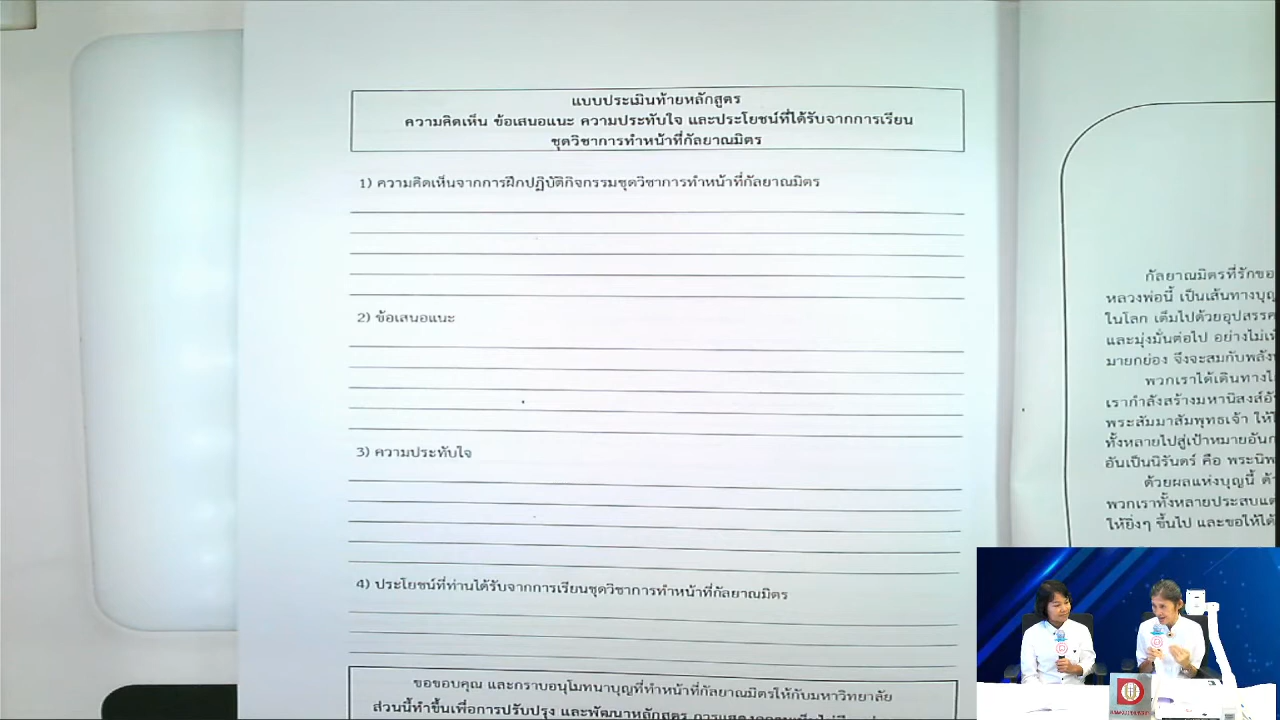 แบบประเมินท้ายหลักสูตร
ความคิดเห็น ข้อเสนอแนะ ความประทับใจ และประโยชน์ที่ได้รับจากการเรียน
ชุดวิชาการทำหน้าที่กัลยาณมิตร
1) ความคิดเห็นจากการฝึกปฏิบัติกิจกรรมชุดวิชาการทำหน้าที่กัลยาณมิตร
2) ข้อเสนอแนะ
3) ความประทับใจ
4) ประโยชน์ที่ท่านได้รับจากการเรียนชุดวิชาการทำหน้าที่กัลยาณมิตร
ขอขอบคุณ และกราบอนุโมทนาบุญที่ทำหน้าที่กัลยาณมิตรให้กับมหาวิทยาลัย
ส่วนนี้ทำขึ้นเพื่อการปรับปรุง และพัฒนาหลักสูตร
กัลยาณมิตรที่รักขอ
หลวงพ่อนี้ เป็นเส้นทางบุญ
ในโลก เต็มไปด้วยอุปสรรค
และมุ่งมั่นต่อไป อย่างไม่
มายกย่อง จึงจะสมกับพลัง
พวกเราได้เดินทาง
เรากำลังสร้างมหานิสงส์
พระสัมมาสัมพุทธเจ้า ให้
ทั้งหลายไปสู่เป้าหมายอัน
อันเป็นนิรันดร์ คือ พระนิพ
ด้วยผลแห่งบุญนี้
พวกเราทั้งหลายประสบแต่
ให้ยิ่งๆ ขึ้นไป และขอให้ได้